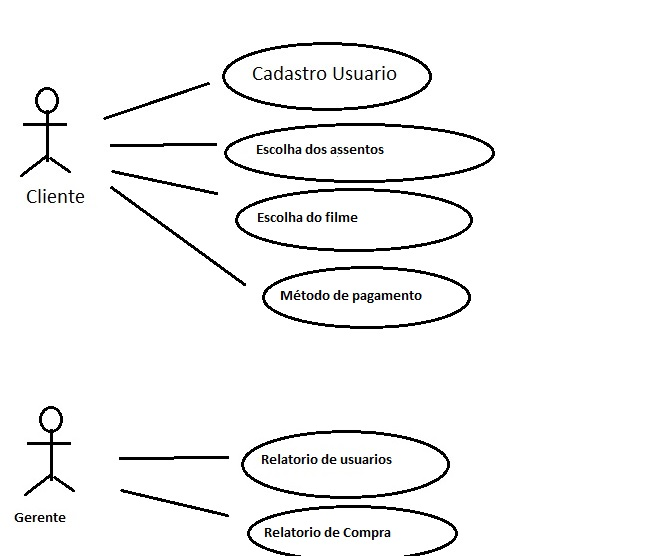 Cadastro Usuario
Escolha dos assentos
Cliente
Escolha do filme
Método de pagamento
Relatorio de usuarios
Gerente
Relatorio de Compra